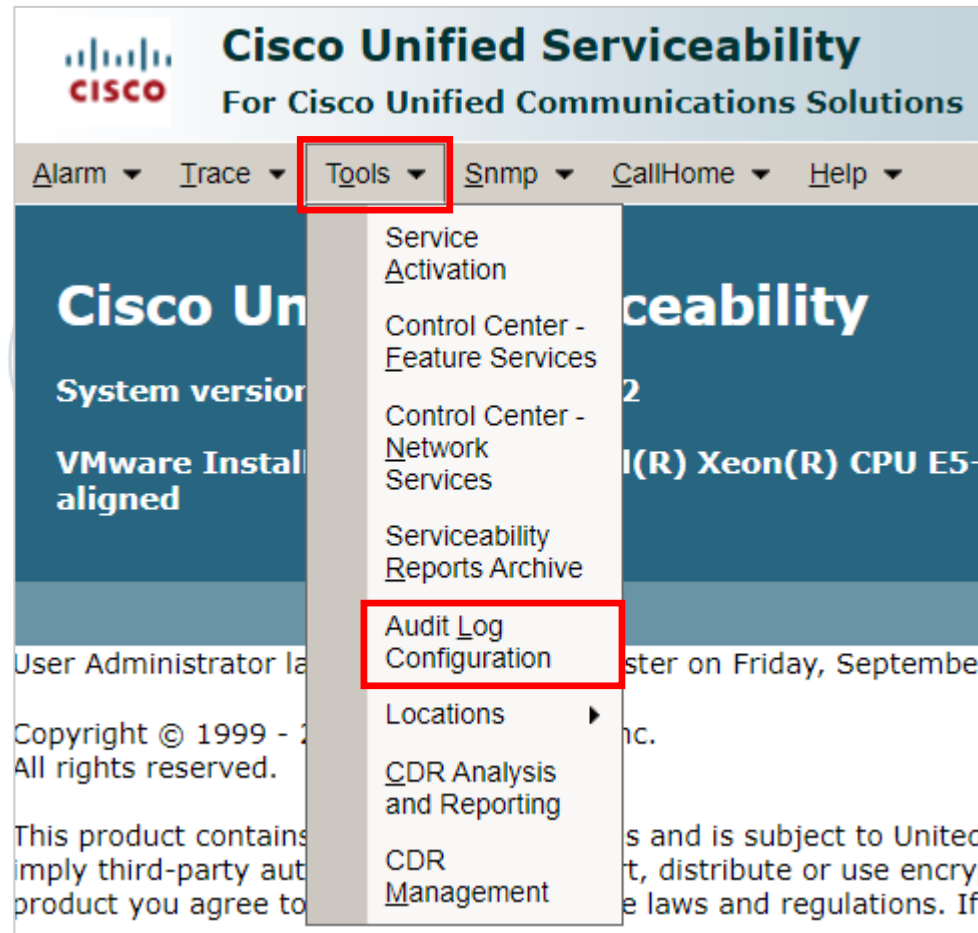 CISCO
Cisco Unified Serviceability
For Cisco Unified Communications Solutions
Alarm Trace Tools Snmp CallHome Help
Service
Activation
Control Center -
Feature Services
Control Center -
Network
Services
Serviceability
Reports Archive
Audit Log
Configuration
Locations
CDR Analysis
and Reporting
CDR
Management
Cisco Un ceability
System version 2
VMware Install l(R) Xeon(R) CPU E5-
aligned
User Administrator la ster on Friday, Septembe
Copyright © 1999 - nc.
All rights reserved.
This product contains s and is subject to United
imply third-party aut t, distribute or use encry
product you agree to e laws and regulations. If